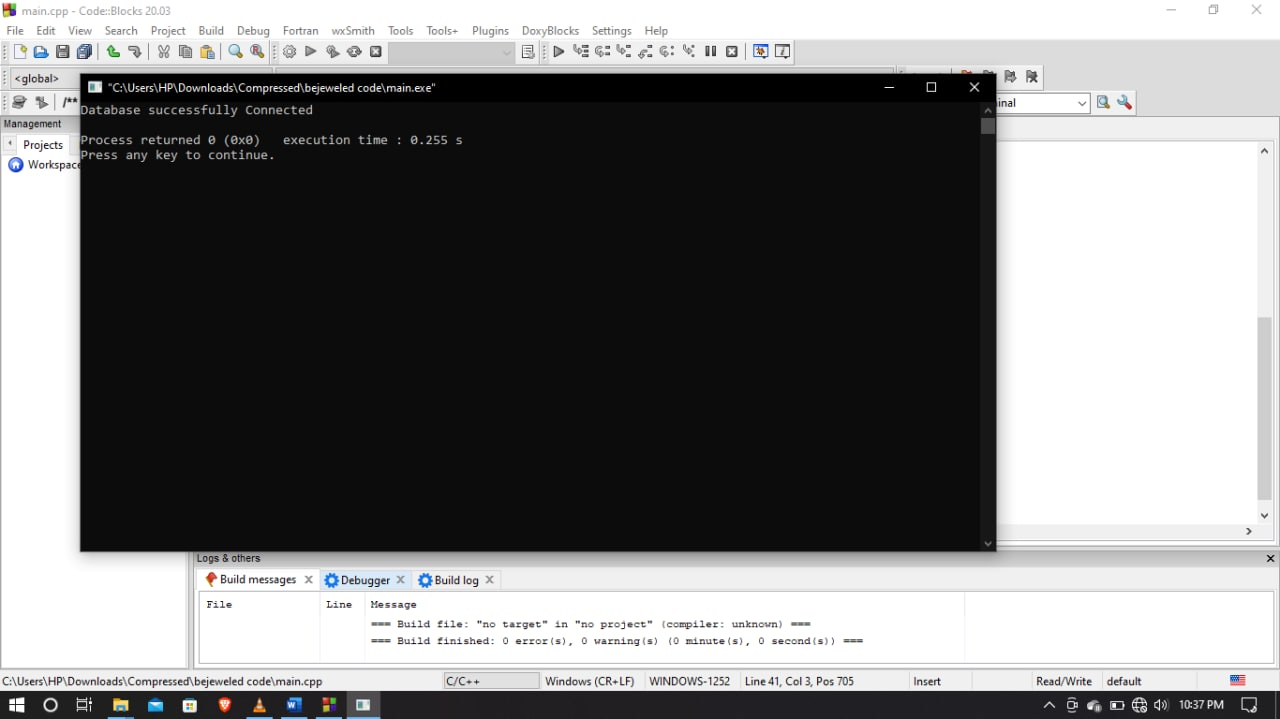 main.cpp - Code::Blocks 20.03
File Edit View Search Project Build Debug Fortran wxSmith Tools Tools+ Plugins DoxyBlocks Settings Help
<global>
"C:\Users\HP\Downloads\Compressed\bejeweled code\main.exe"
/**
inal
Database successfully Connected
Management
Process returned 0 (0x0)   execution time : 0.255 s
Projects
Press any key to continue.
Workspace
Logs & others
Build messages Debugger Build log
File Line Message
=== Build file: "no target" in "no project" (compiler: unknown) ===
=== Build finished: 0 error(s), 0 warning(s) (0 minute(s), 0 second(s)) ===
C:\Users\HP\Downloads\Compressed\bejeweled code\main.cpp C/C++ Windows (CR+LF) WINDOWS-1252 Line 41, Col 3, Pos 705 Insert Read/Write default
10:37 PM